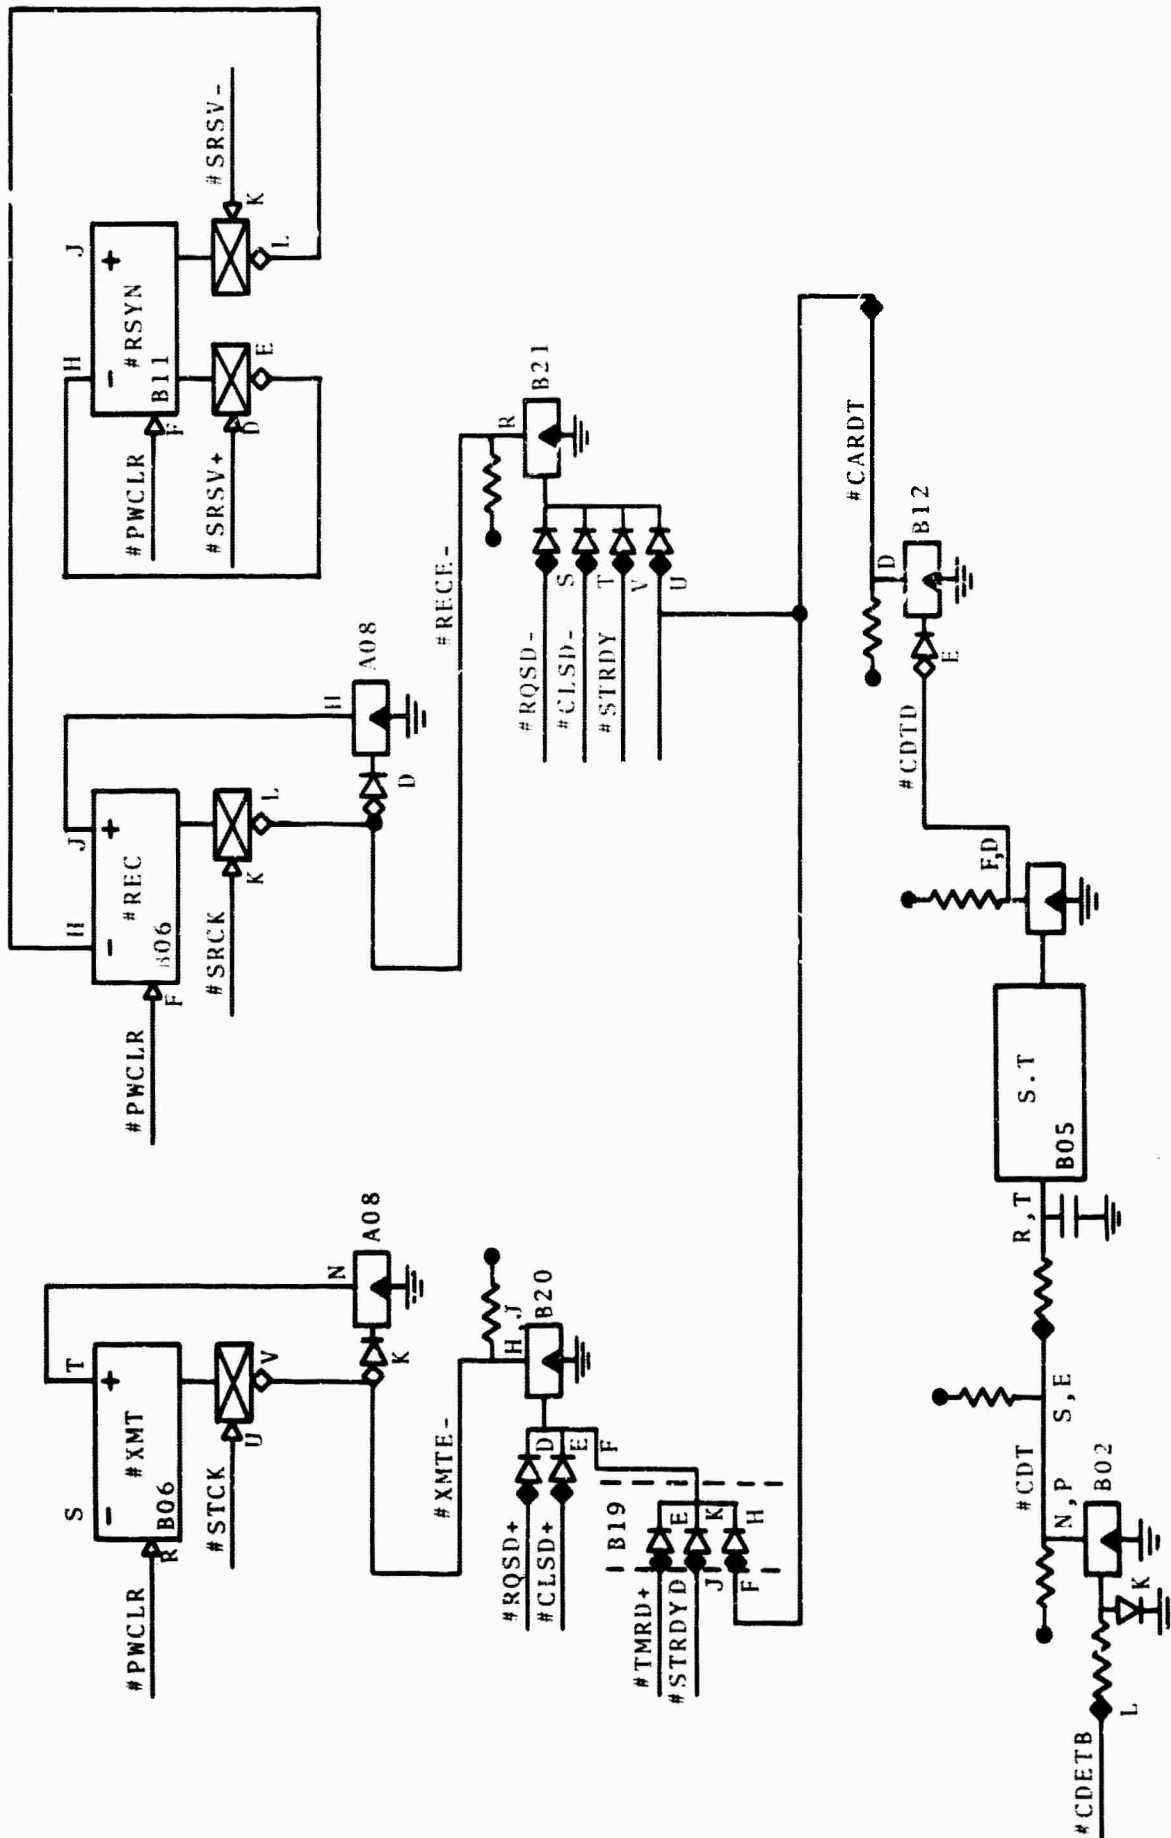 #PWCLR
R
S
T
#XMT
B06
#STCK
U
V
K
N
A08
#XMTE-
H,J
B20
#RQSD+
#CLSD+
D
E
F
B19
#TMRD+
#STRDYD
E
K
H
J
F
#PWCLR
F
H
J
#REC
B06
#SRCK
K
L
D
H
A08
#RECE-
R
B21
#RQSD-
#CLSD-
#STRDY
S
T
V
U
#PWCLR
F
H
J
#RSYN
B11
#SRSV+
D
E
#SRSV-
K
L
#CARDT
D
B12
E
#CDTD
F,D
S.T
B05
R,T
S,E
#CDT
N,P
B02
K
L
#CDETB